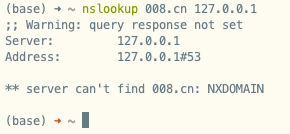 (base) → ~ nslookup 008.cn 127.0.0.1
;; Warning: query response not set
Server:         127.0.0.1
Address:        127.0.0.1#53

** server can't find 008.cn: NXDOMAIN

(base) → ~